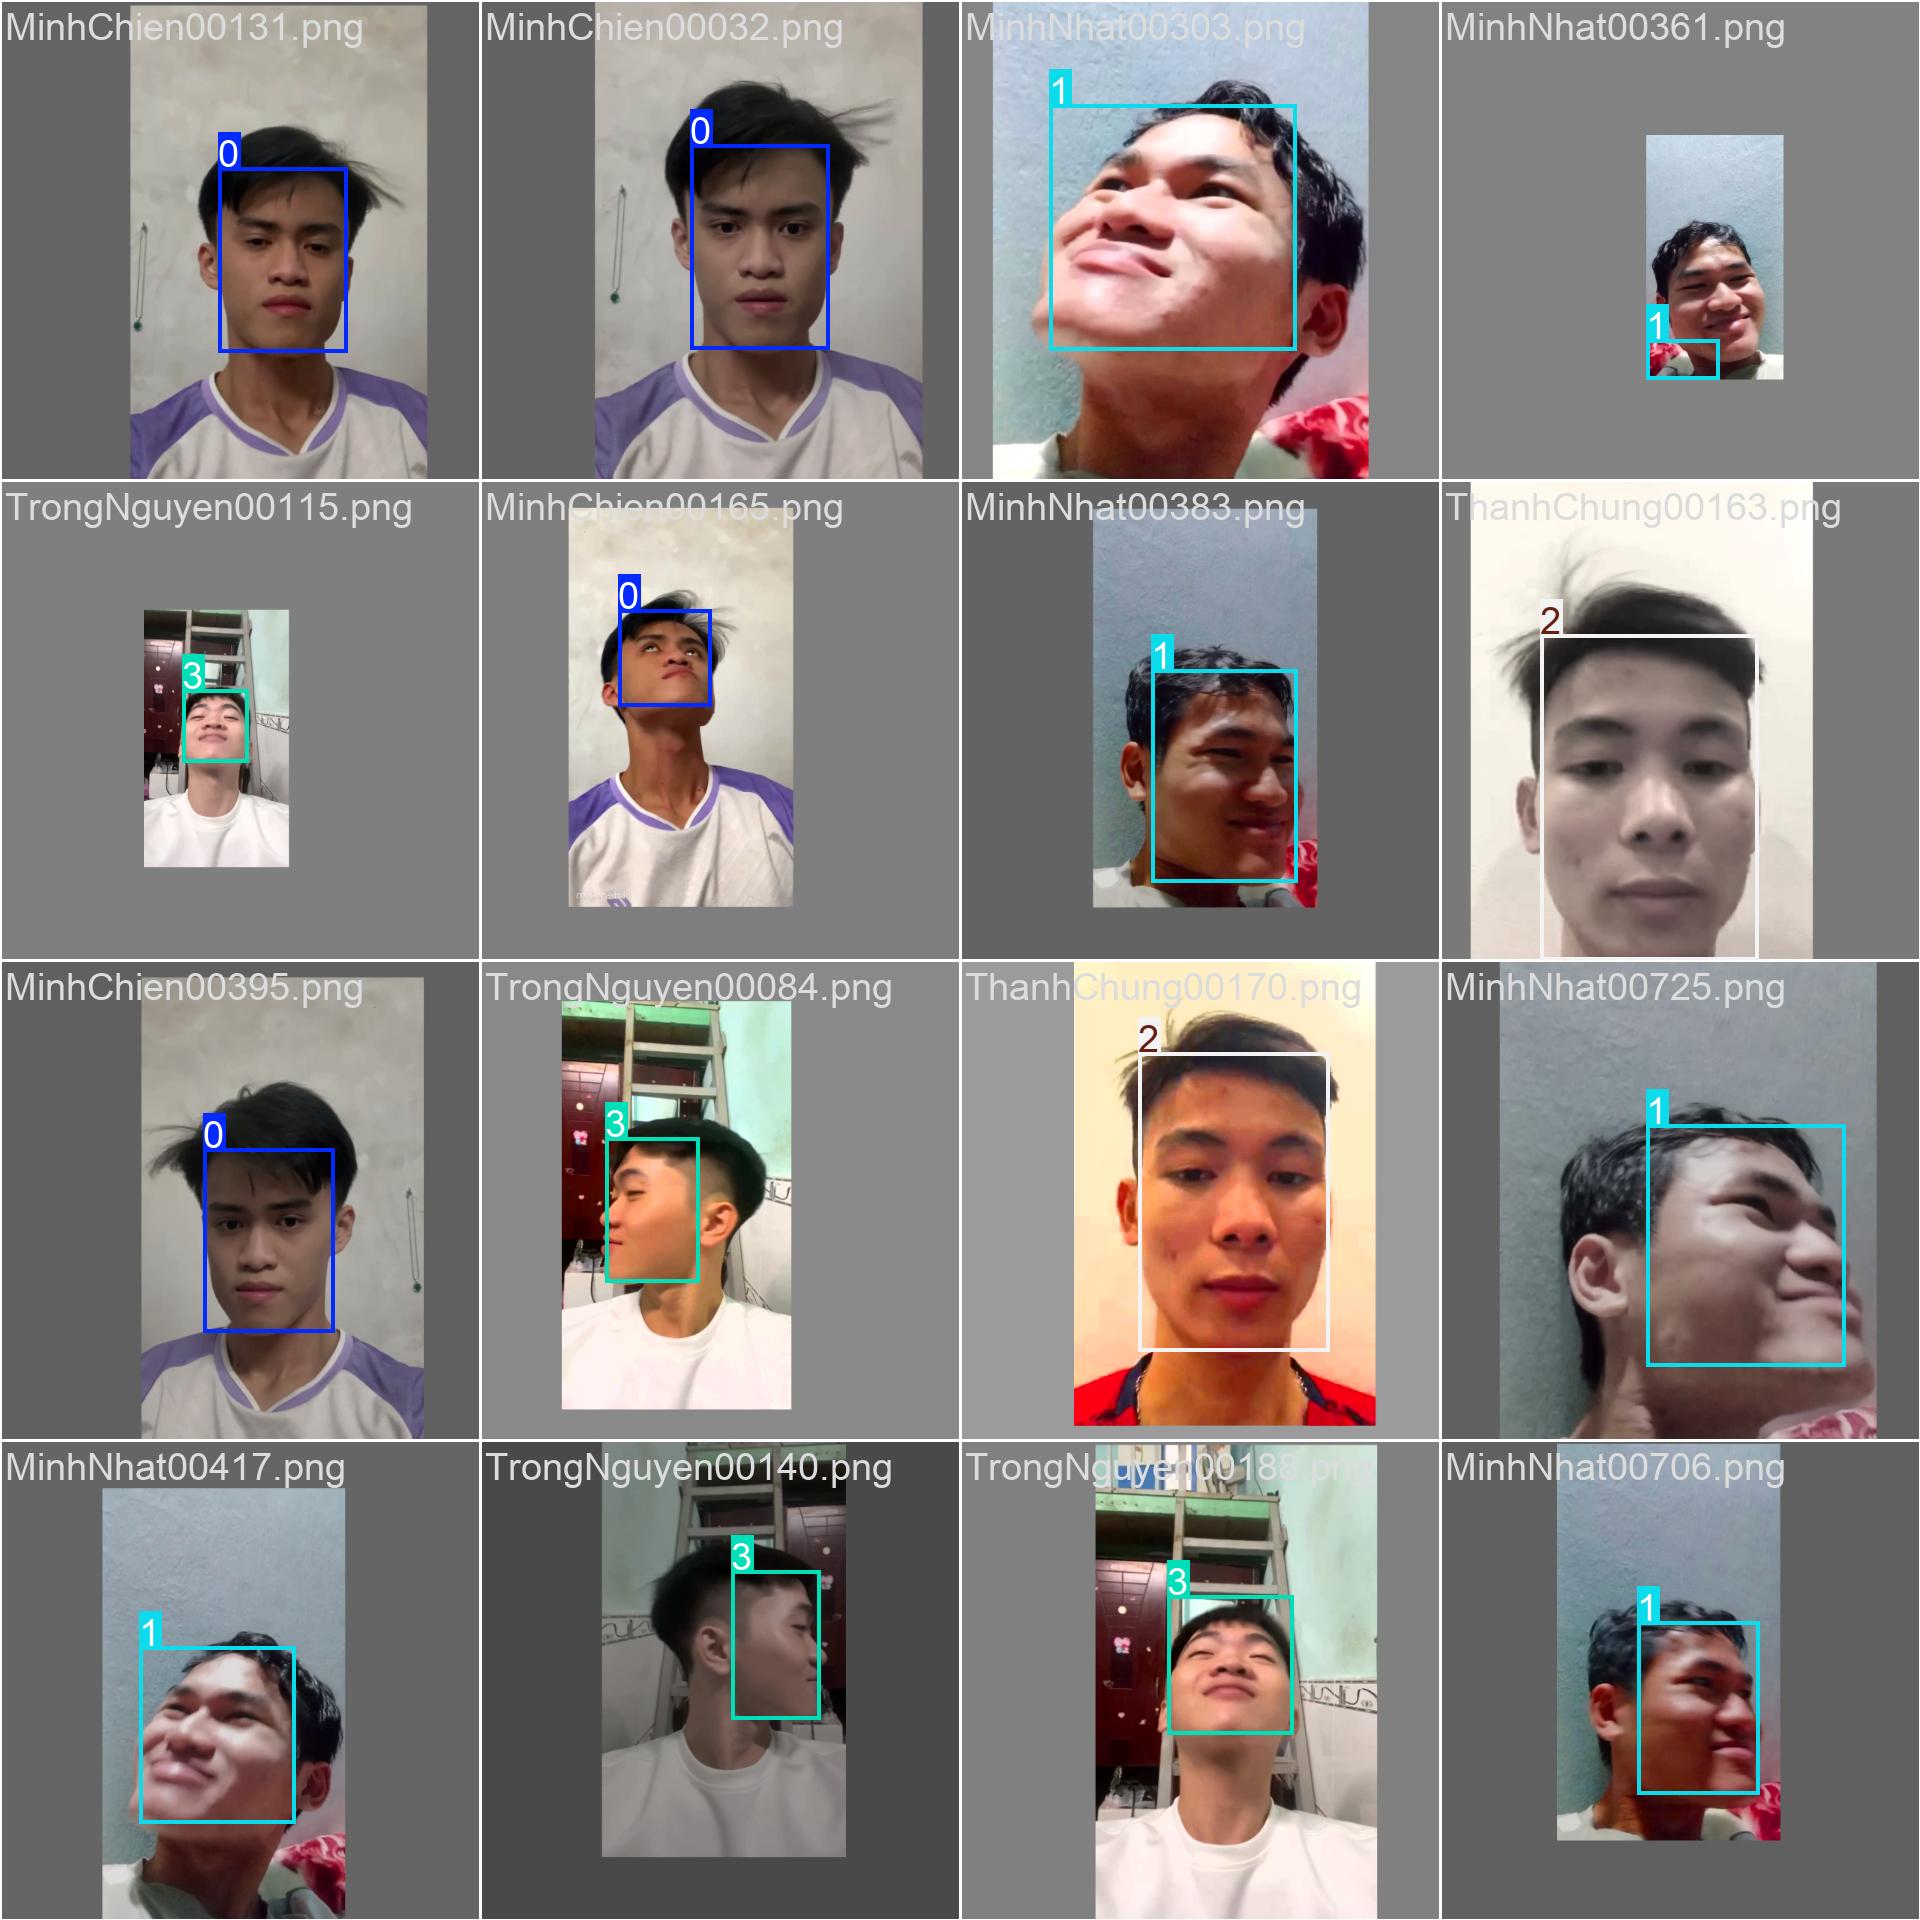 MinhChien00131.png
0
MinhChien00032.png
0
MinhNhat00303.png
1
MinhNhat00361.png
1
TrongNguyen00115.png
3
MinhChien00165.png
0
MinhNhat00383.png
1
ThanhChung00163.png
2
MinhChien00395.png
0
TrongNguyen00084.png
3
ThanhChung00170.png
2
MinhNhat00725.png
1
MinhNhat00417.png
1
TrongNguyen00140.png
3
TrongNguyen00188.png
3
MinhNhat00706.png
1